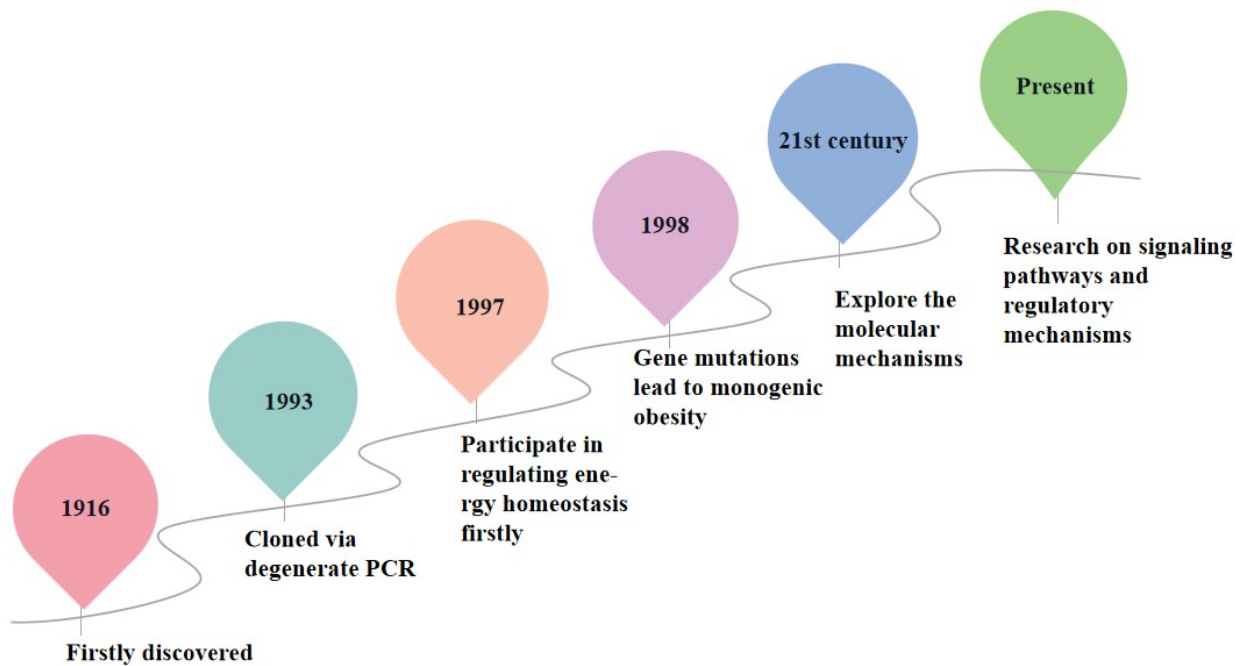 1916
Firstly discovered
1993
Cloned via
degenerate PCR
1997
Participate in
regulating ene-
rgy homeostasis
firstly
1998
Gene mutations
lead to monogenic
obesity
21st century
Explore the
molecular
mechanisms
Present
Research on signaling
pathways and
regulatory
mechanisms